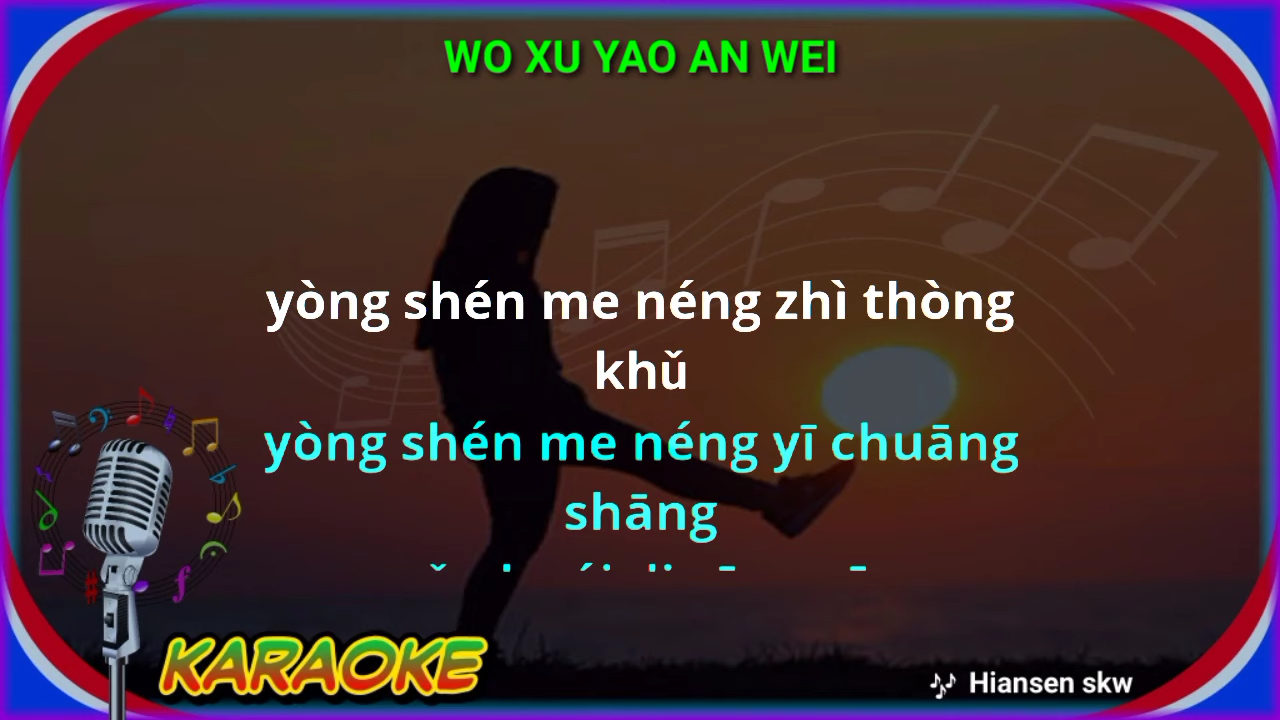 WO XU YAO AN WEI
yòng shén me néng zhì thòng
khǔ
yòng shén me néng yī chuāng
shāng
KARAOKE
Hiansen skw